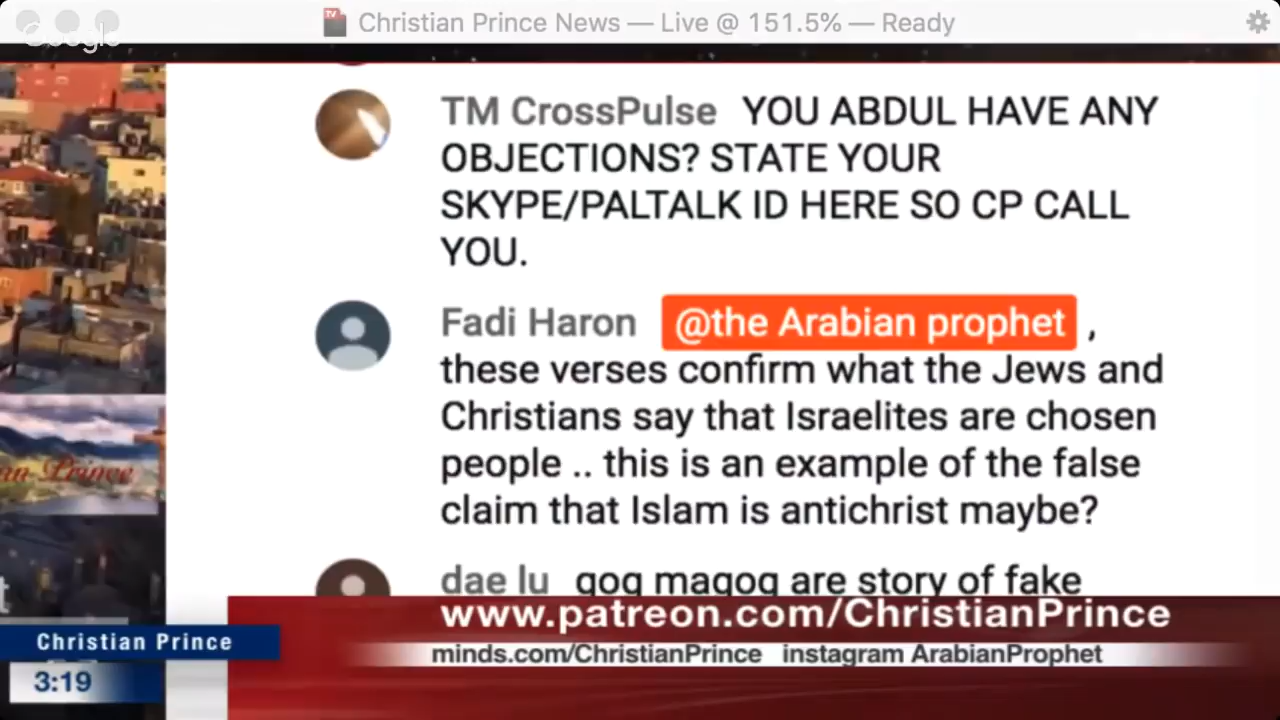 Google
TV
Christian Prince News — Live @ 151.5% — Ready
TM CrossPulse YOU ABDUL HAVE ANY
OBJECTIONS? STATE YOUR
SKYPE/PALTALK ID HERE SO CP CALL
YOU.
Fadi Haron @the Arabian prophet ,
these verses confirm what the Jews and
Christians say that Israelites are chosen
people .. this is an example of the false
claim that Islam is antichrist maybe?
Prince
dae lu gog magog are story of fake
t
www.patreon.com/ChristianPrince
Christian Prince
minds.com/ChristianPrince instagram ArabianProphet
3:19